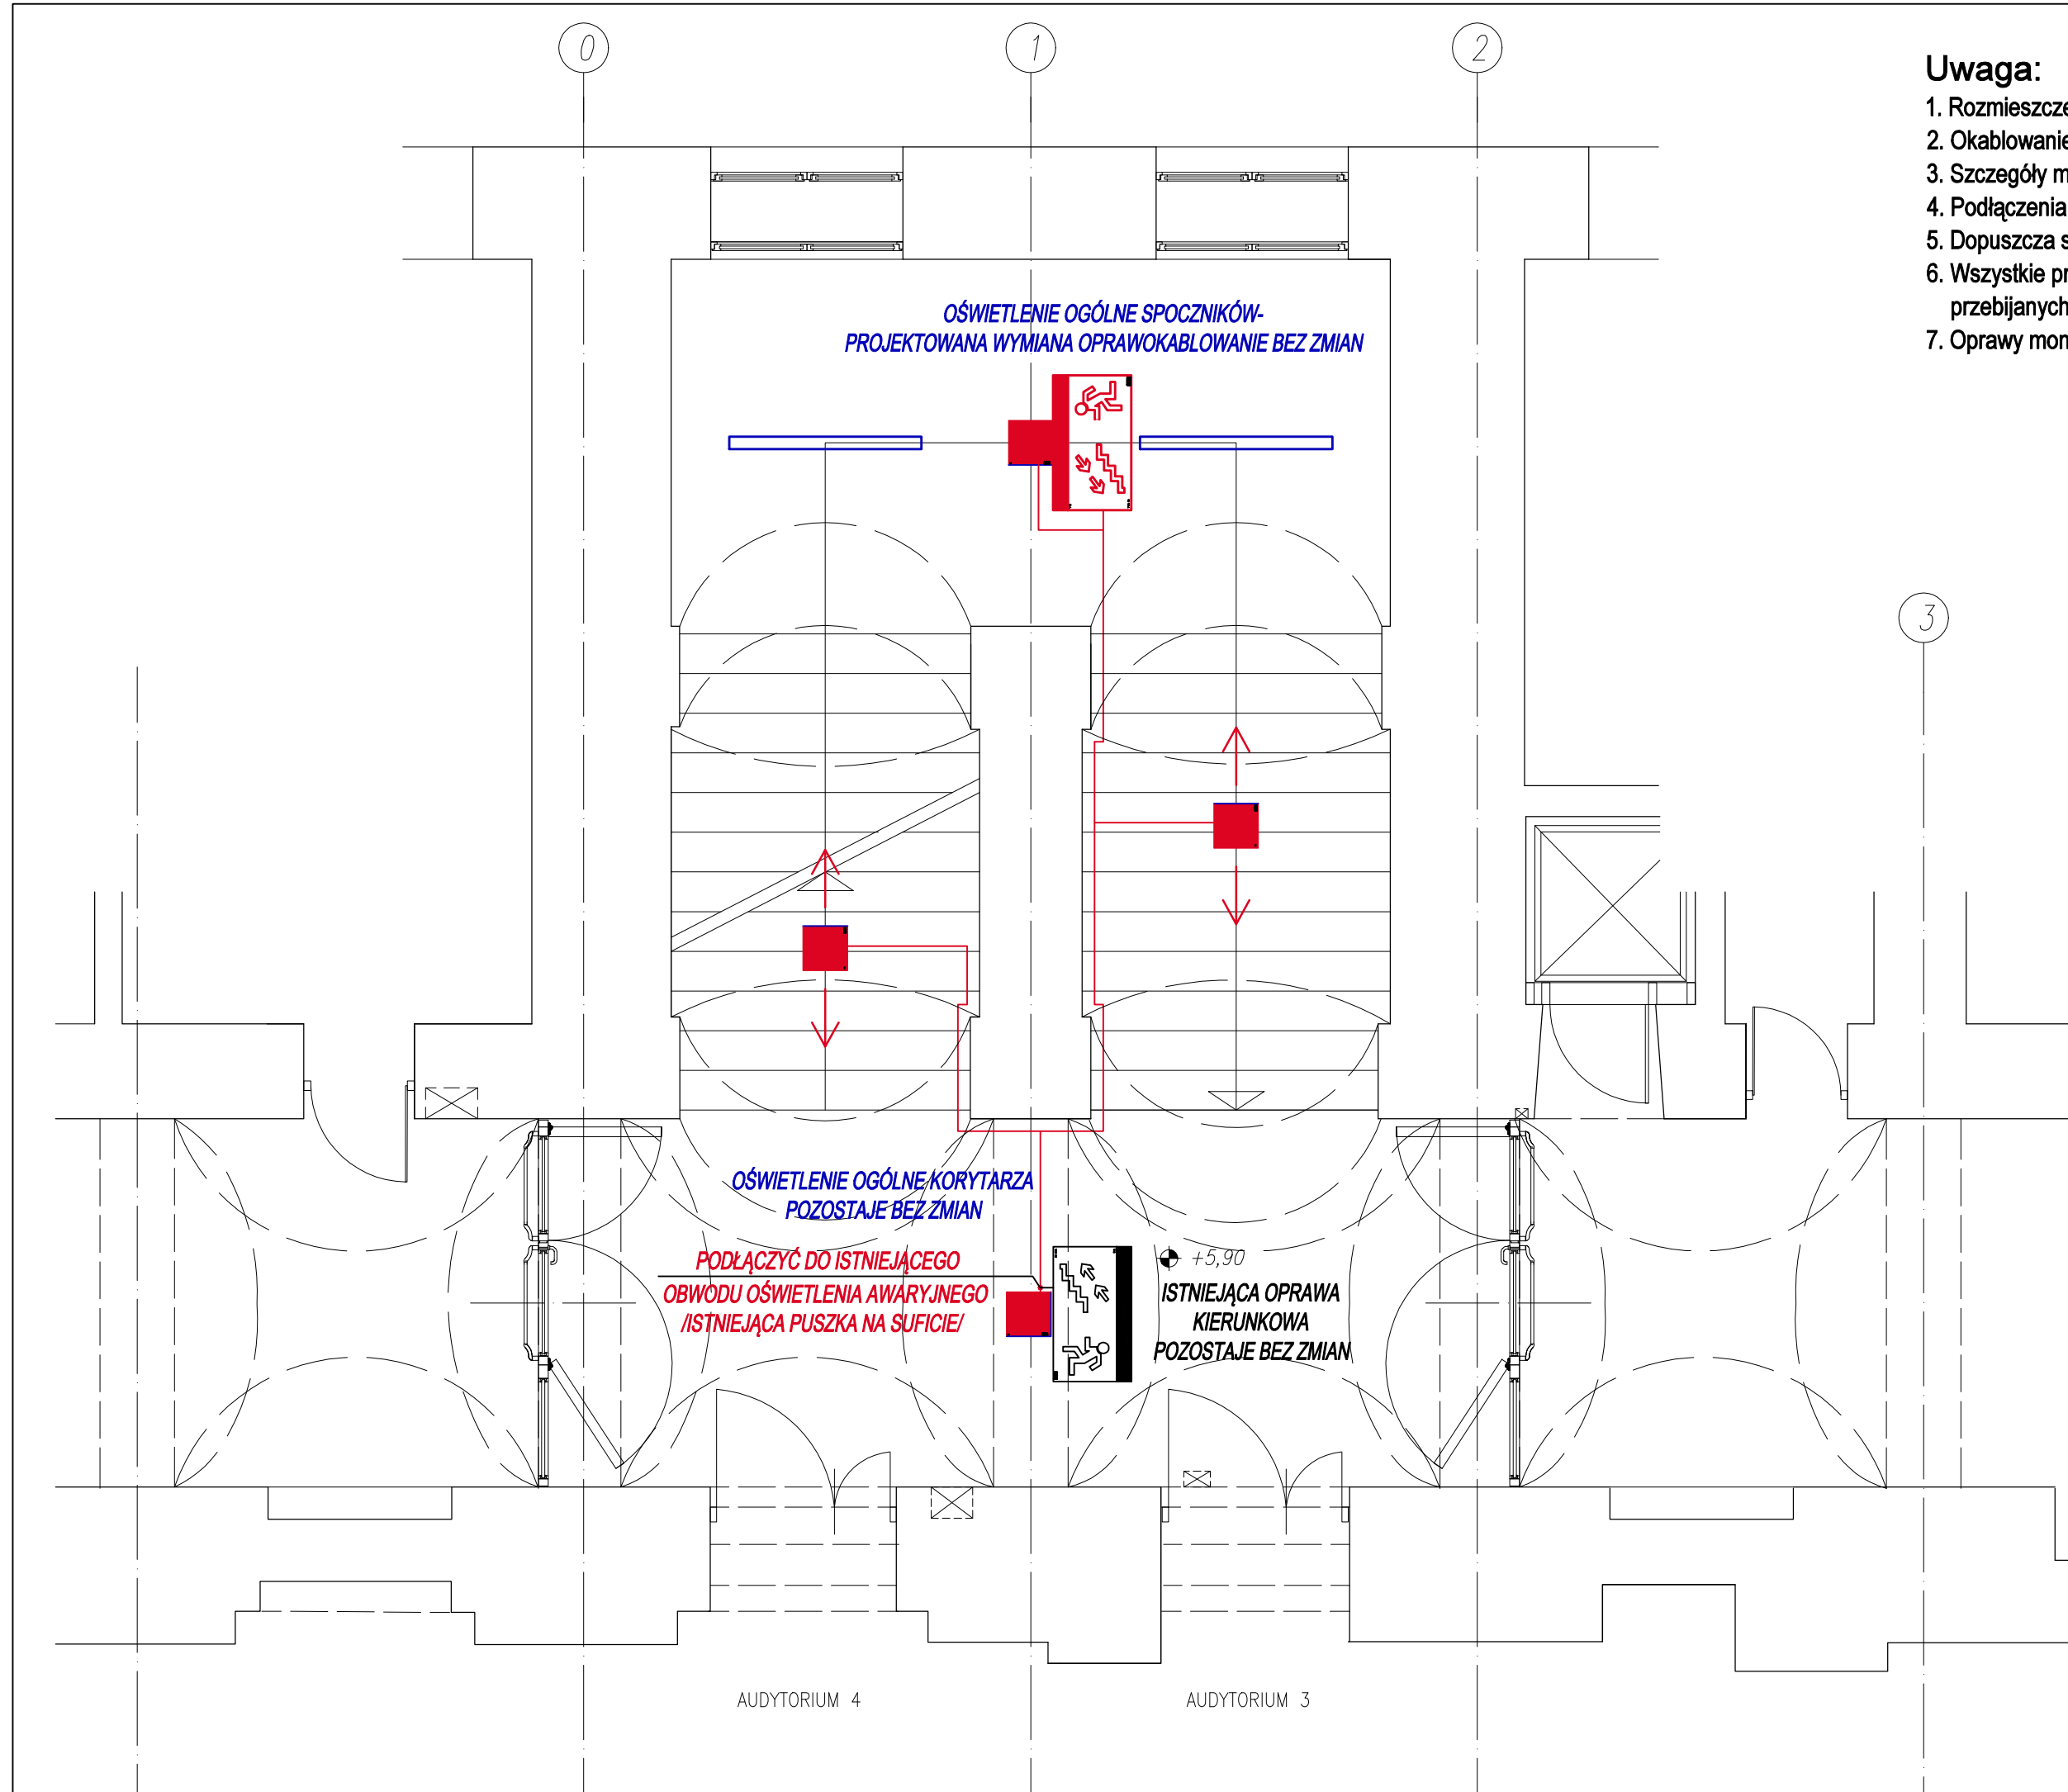 0
1
2
Uwaga:
1. Rozmieszcze
2. Okablowanie
3. Szczegóły m
4. Podłączenia
5. Dopuszcza s
6. Wszystkie pr
przebijanych
7. Oprawy mon
OŚWIETLENIE OGÓLNE SPOCZNIKÓW-
PROJEKTOWANA WYMIANA OPRAWOKABLOWANIE BEZ ZMIAN
3
OŚWIETLENIE OGÓLNE KORYTARZA
POZOSTAJE BEZ ZMIAN
PODŁĄCZYĆ DO ISTNIEJĄCEGO
OBWODU OŚWIETLENIA AWARYJNEGO
/ISTNIEJĄCA PUSZKA NA SUFICIE/
+5,90
ISTNIEJĄCA OPRAWA
KIERUNKOWA
POZOSTAJE BEZ ZMIAN
AUDYTORIUM 4
AUDYTORIUM 3